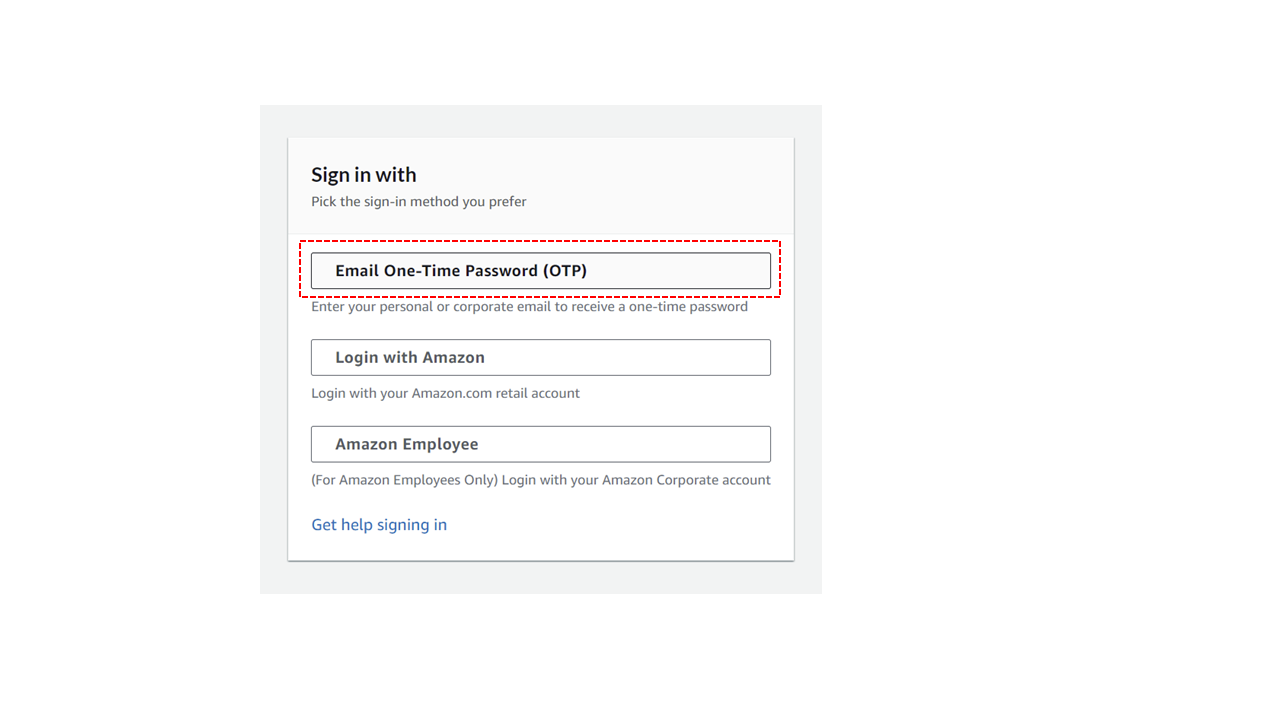 Sign in with
Pick the sign-in method you prefer
Email One-Time Password (OTP)
Enter your personal or corporate email to receive a one-time password
Login with Amazon
Login with your Amazon.com retail account
Amazon Employee
(For Amazon Employees Only) Login with your Amazon Corporate account
Get help signing in